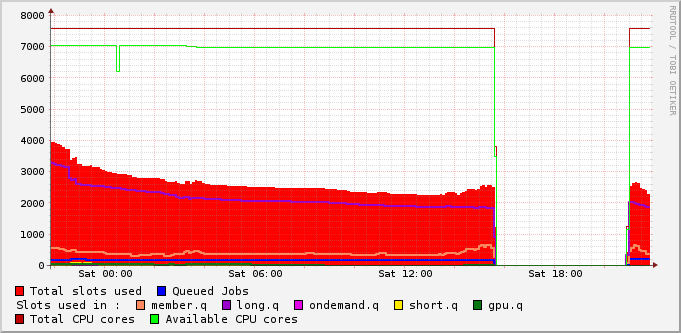 8000
7000
6000
5000
4000
3000
2000
1000
0
Sat 00:00 Sat 06:00 Sat 12:00 Sat 18:00
Total slots used Queued Jobs
Slots used in : member.q long.q ondemand.q short.q gpu.q
Total CPU cores Available CPU cores
RRDTOOL / TOBI OETIKER